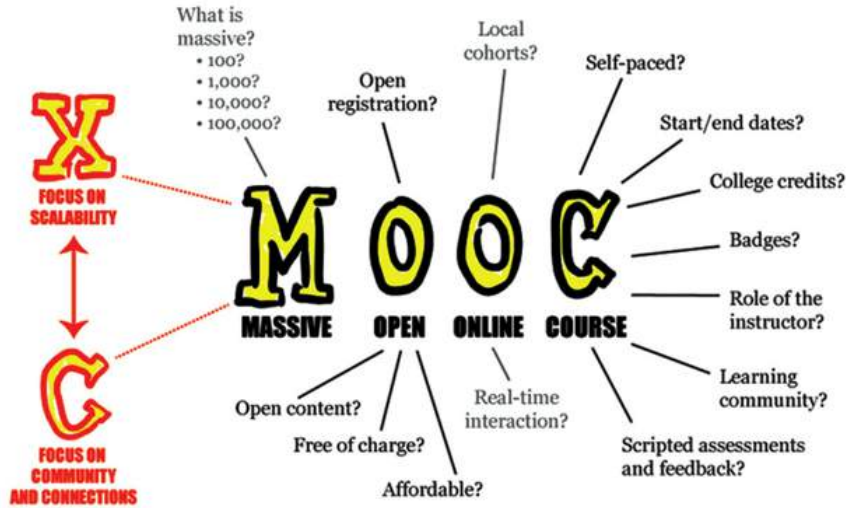 What is
massive?
• 100?
• 1,000?
• 10,000?
• 100,000?
Open
registration?
Local
cohorts?
Self-paced?
Start/end dates?
College credits?
Badges?
Role of the
instructor?
Learning
community?
Scripted assessments
and feedback?
X
FOCUS ON
SCALABILITY
C
FOCUS ON
COMMUNITY
AND CONNECTIONS
MOOC
MASSIVE OPEN ONLINE COURSE
Open content?
Free of charge?
Affordable?
Real-time
interaction?